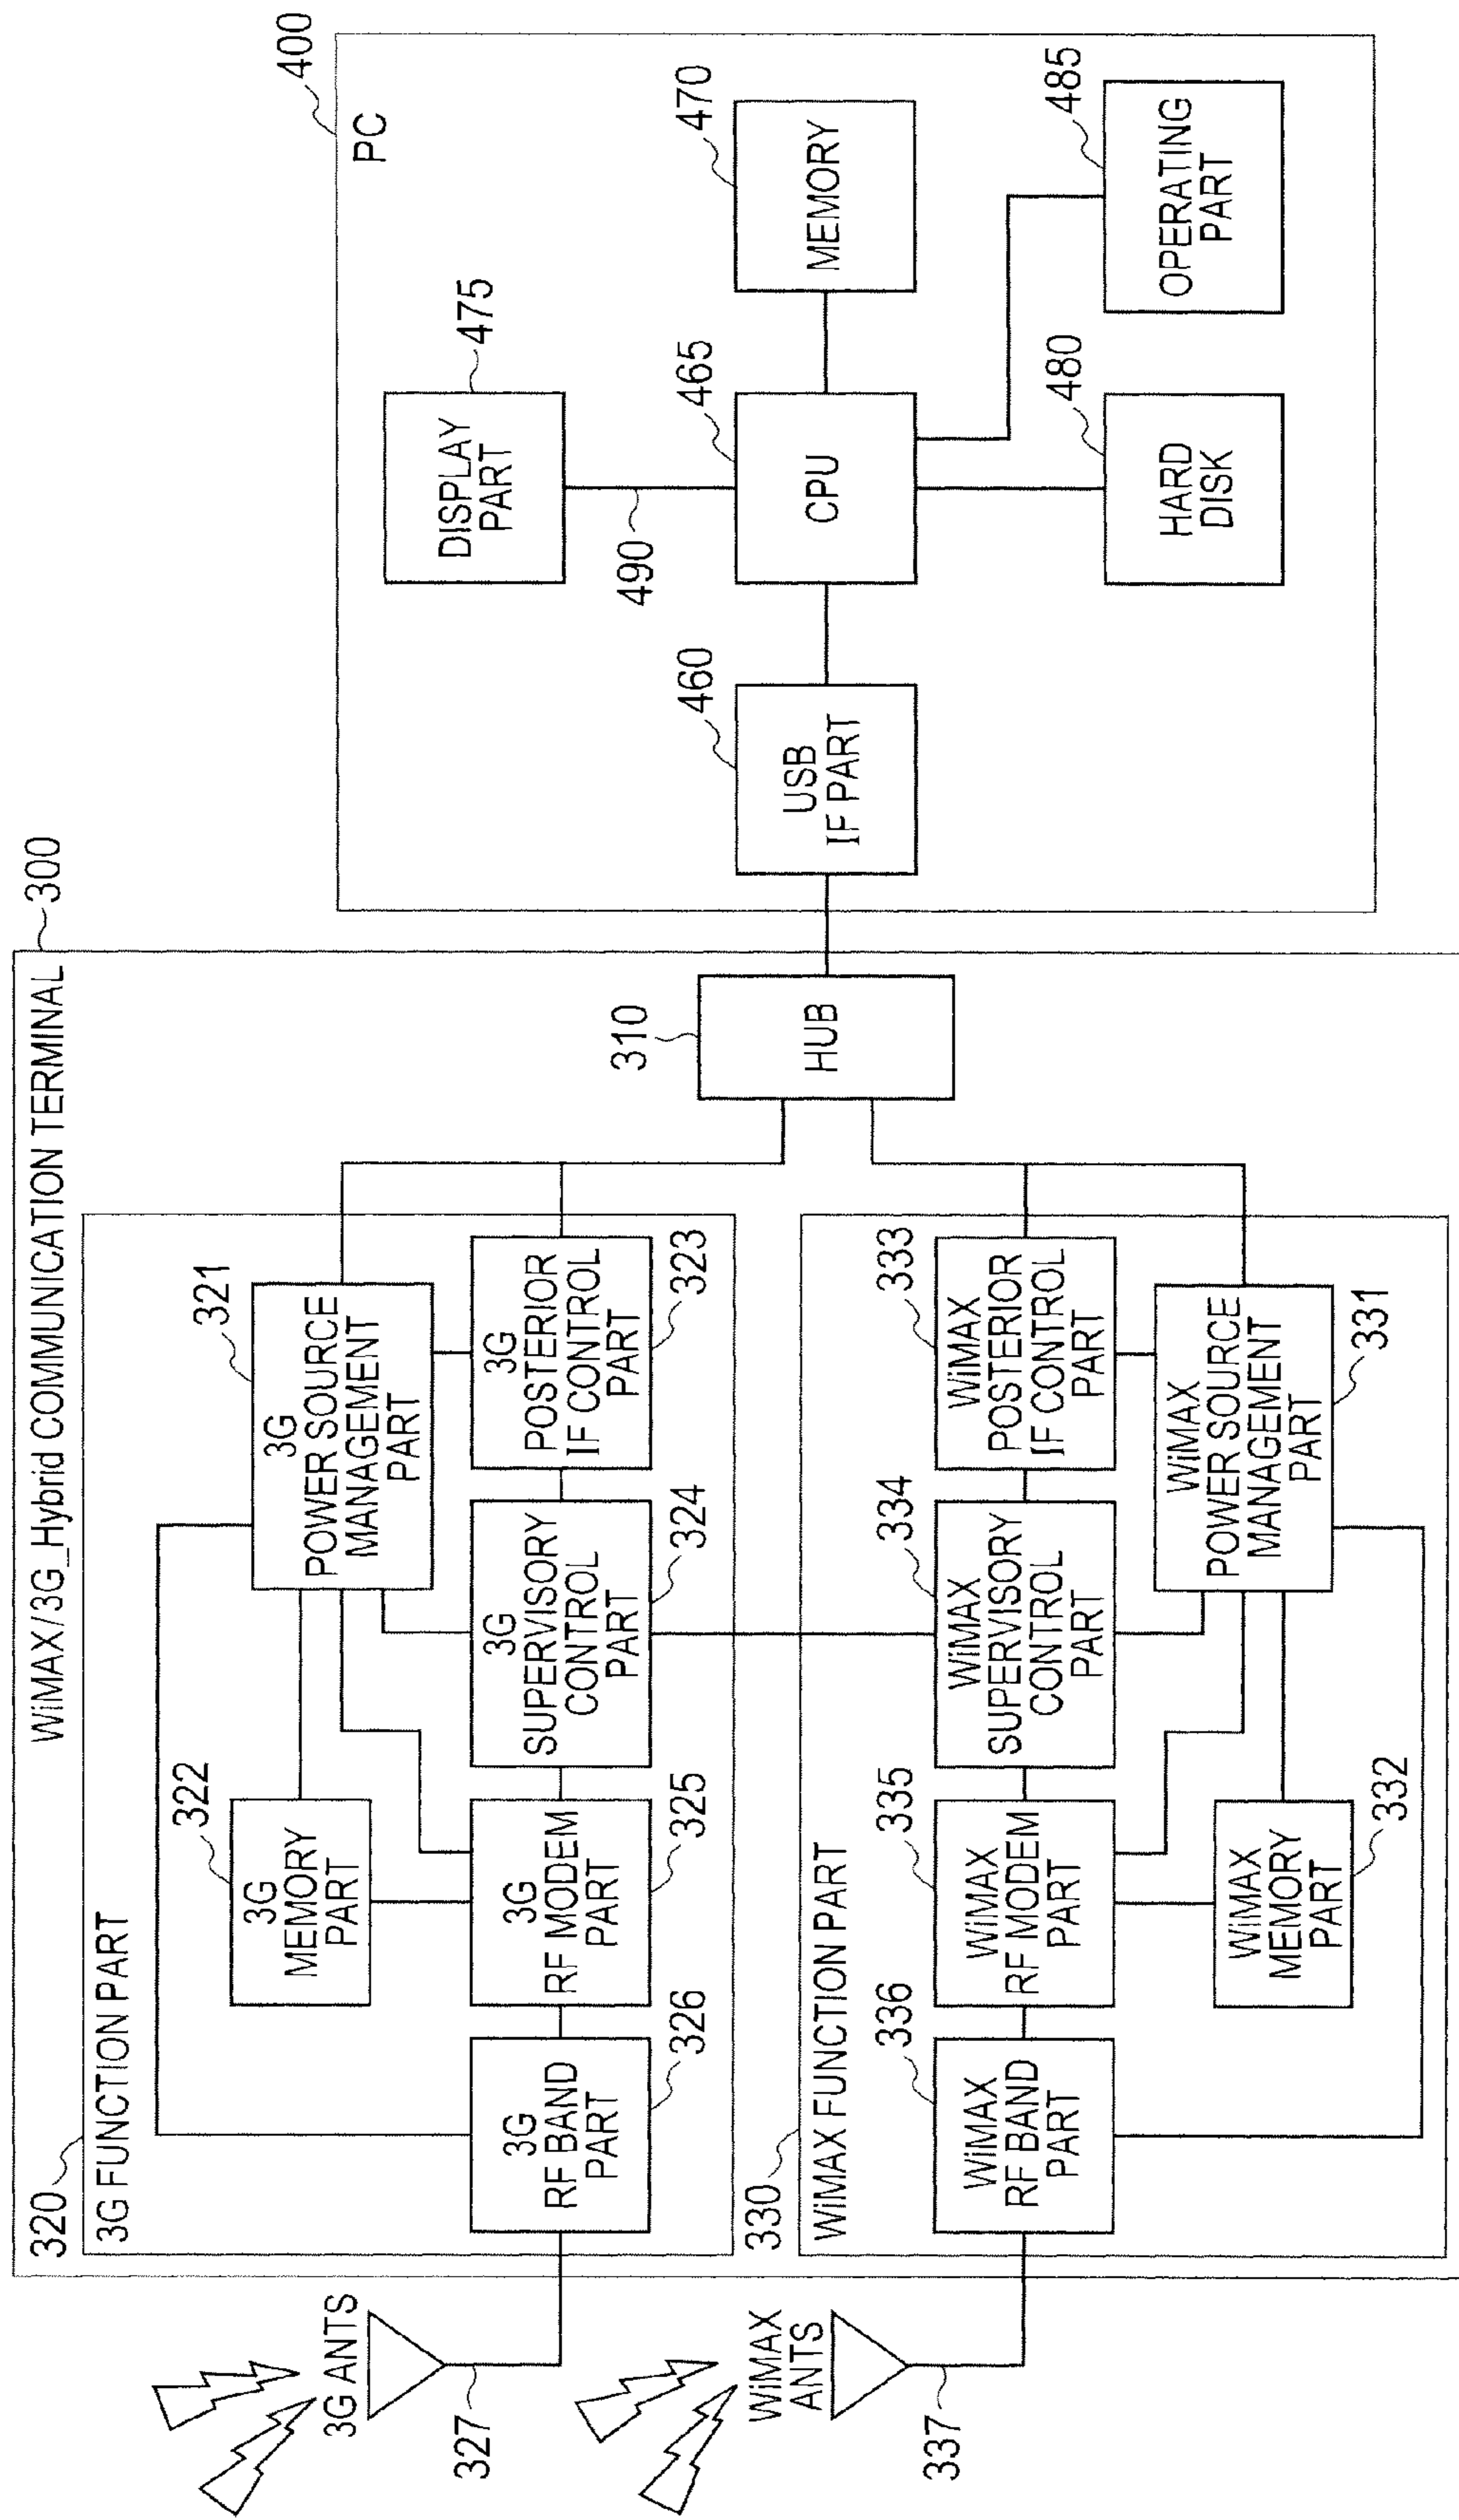 WiMAX/3G_Hybrid COMMUNICATION TERMINAL
300
320
3G FUNCTION PART
321
3G
POWER SOURCE
MANAGEMENT
PART
322
3G
MEMORY
PART
3G ANTS
327
3G
RF BAND
PART
326
3G
RF MODEM
PART
325
3G
SUPERVISORY
CONTROL
PART
324
3G
POSTERIOR
IF CONTROL
PART
323
310
HUB
330
WiMAX FUNCTION PART
WiMAX
ANTS
337
336
WiMAX
RF BAND
PART
335
WiMAX
RF MODEM
PART
334
WiMAX
SUPERVISORY
CONTROL
PART
333
WiMAX
POSTERIOR
IF CONTROL
PART
WiMAX
MEMORY
PART
332
WiMAX
POWER SOURCE
MANAGEMENT
PART
331
400
PC
475
DISPLAY
PART
490
460
USB
IF PART
465
CPU
470
MEMORY
480
HARD
DISK
485
OPERATING
PART